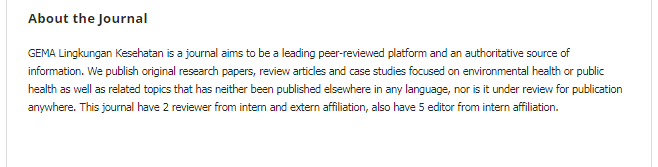 About the Journal
GEMA Lingkungan Kesehatan is a journal aims to be a leading peer-reviewed platform and an authoritative source of
information. We publish original research papers, review articles and case studies focused on environmental health or public
health as well as related topics that has neither been published elsewhere in any language, nor is it under review for publication
anywhere. This journal have 2 reviewer from intern and extern affiliation, also have 5 editor from intern affiliation.